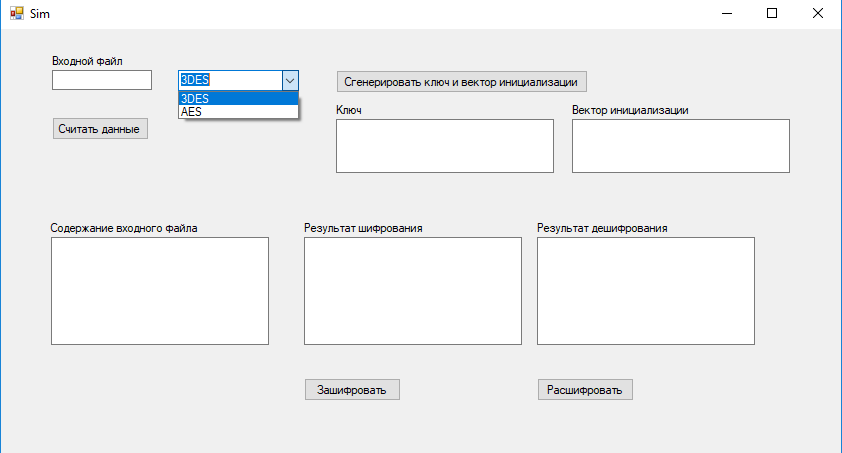 Sim
Входной файл
3DES
3DES
AES
Сгенерировать ключ и вектор инициализации
Считать данные
Ключ
Вектор инициализации
Содержание входного файла
Результат шифрования
Результат дешифрования
Зашифровать
Расшифровать